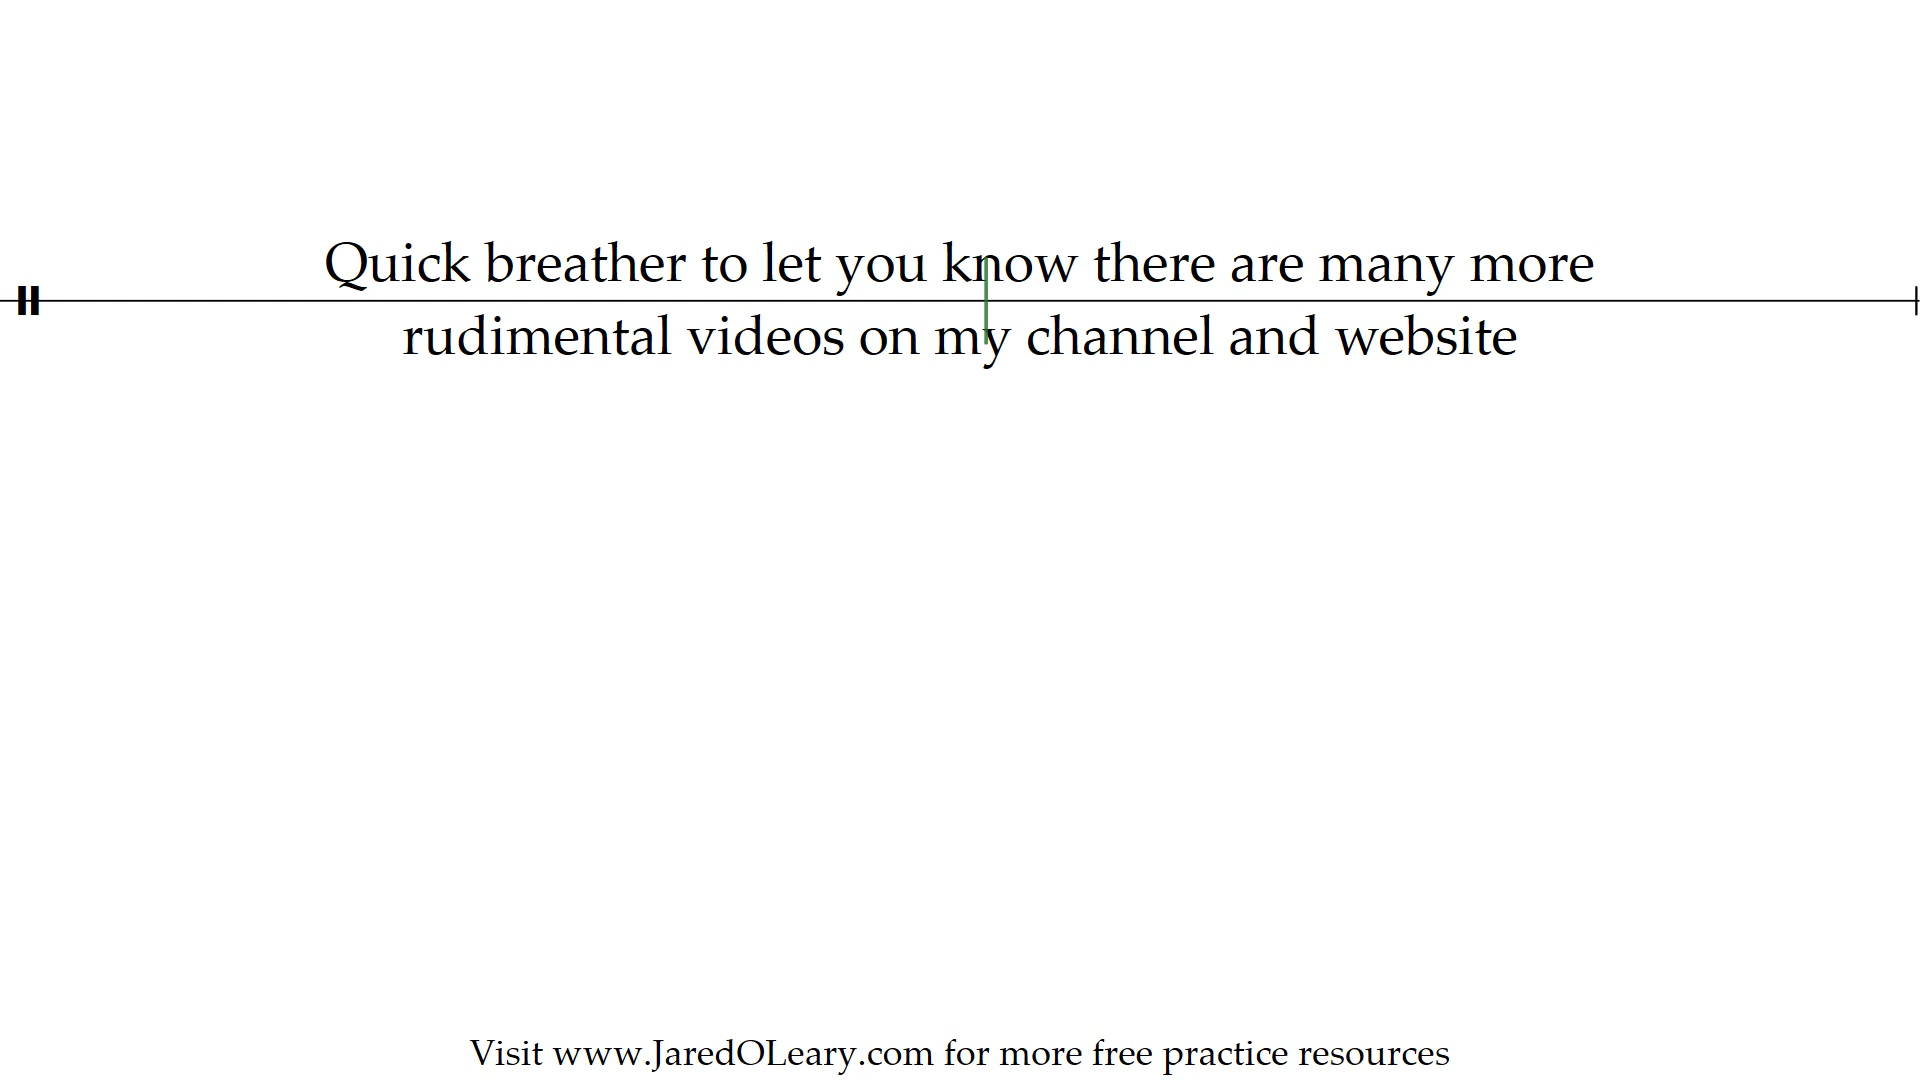 Quick breather to let you know there are many more
rudimental videos on my channel and website
Visit www.JaredOLeary.com for more free practice resources